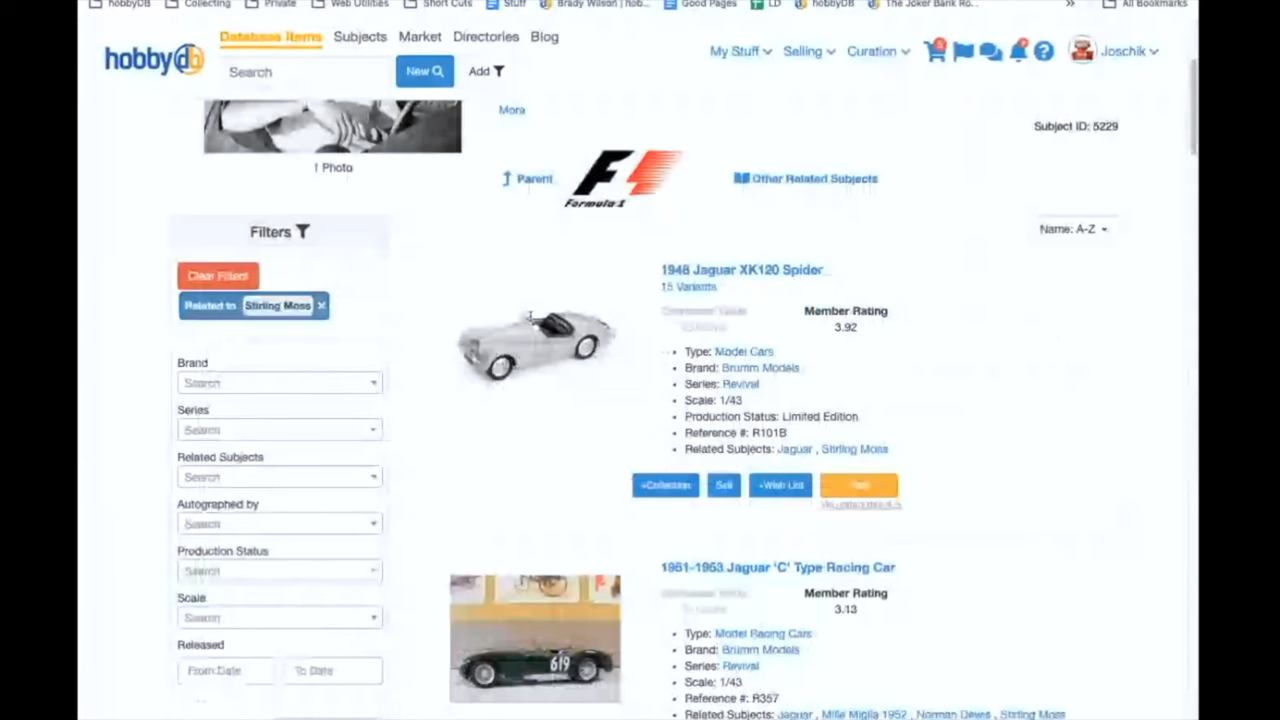 hobbyDB Collecting Private Web Utilities Short Cuts Stuff Brady Wilson | hob... Good Pages LD hobbyDB The Joker Bank Ro... » All Bookmarks
hobbydb
Database Items Subjects Market Directories Blog
My Stuff Selling Curation Joschik
Search New Add
More
Subject ID: 5229
1 Photo
Parent
Formula 1
Other Related Subjects
Filters
Name: A-Z
Clear Filters
Related to Stirling Moss ×
Brand
Search
Series
Search
Related Subjects
Search
Autographed by
Search
Production Status
Search
Scale
Search
Released
From Date To Date
1948 Jaguar XK120 Spider
15 Variants
Member Rating
3.92
Type: Model Cars
Brand: Brumm Models
Series: Revival
Scale: 1/43
Production Status: Limited Edition
Reference #: R101B
Related Subjects: Jaguar , Stirling Moss
+Collection Sell +Wish List
619
1951-1953 Jaguar 'C' Type Racing Car
Member Rating
3.13
Type: Model Racing Cars
Brand: Brumm Models
Series: Revival
Scale: 1/43
Reference #: R357
Related Subjects: Jaguar , Mille Miglia 1952 , Norman Dewis , Stirling Moss